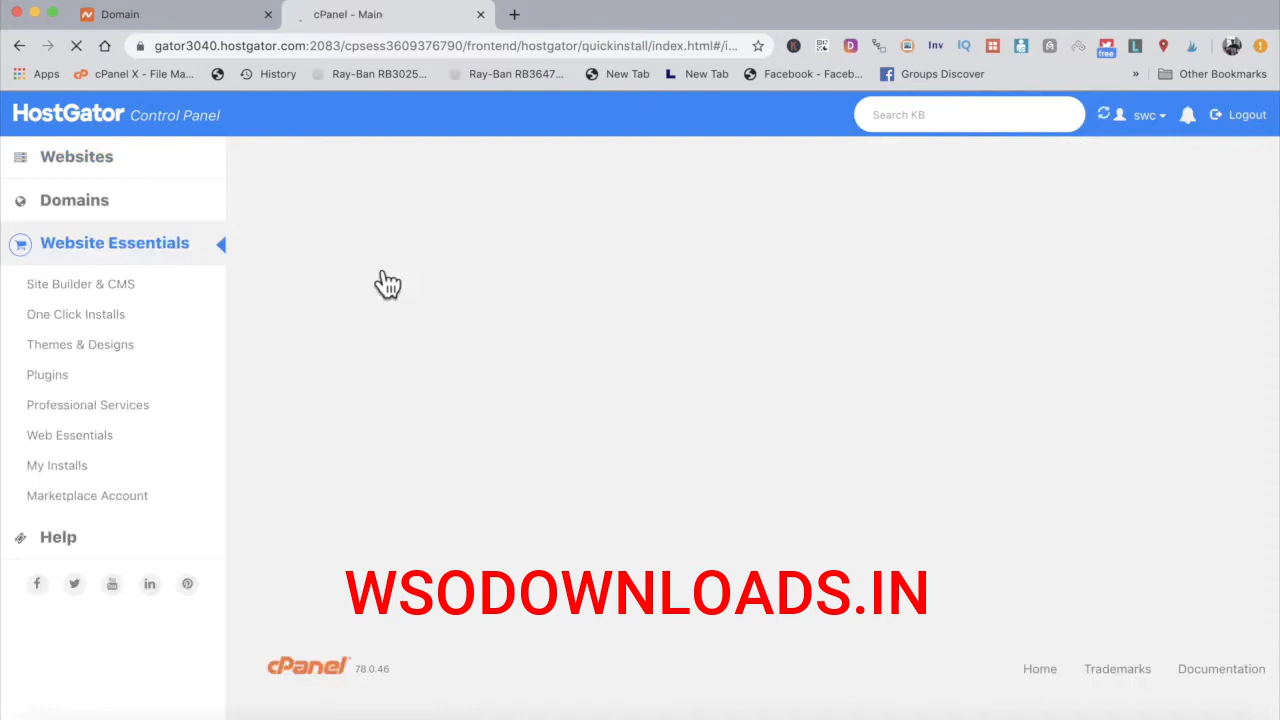 Domain
cPanel - Main
gator3040.hostgator.com:2083/cpsess3609376790/frontend/hostgator/quickinstall/index.html#/i...
Inv
IQ
free
Apps
cPanel X - File Ma...
History
Ray-Ban RB3025...
Ray-Ban RB3647...
New Tab
New Tab
Facebook - Faceb...
Groups Discover
»
Other Bookmarks
HostGator Control Panel
Search KB
swc
Logout
Websites
Domains
Website Essentials
Site Builder & CMS
One Click Installs
Themes & Designs
Plugins
Professional Services
Web Essentials
My Installs
Marketplace Account
Help
WSODOWNLOADS.IN
cPanel 78.0.46
Home
Trademarks
Documentation